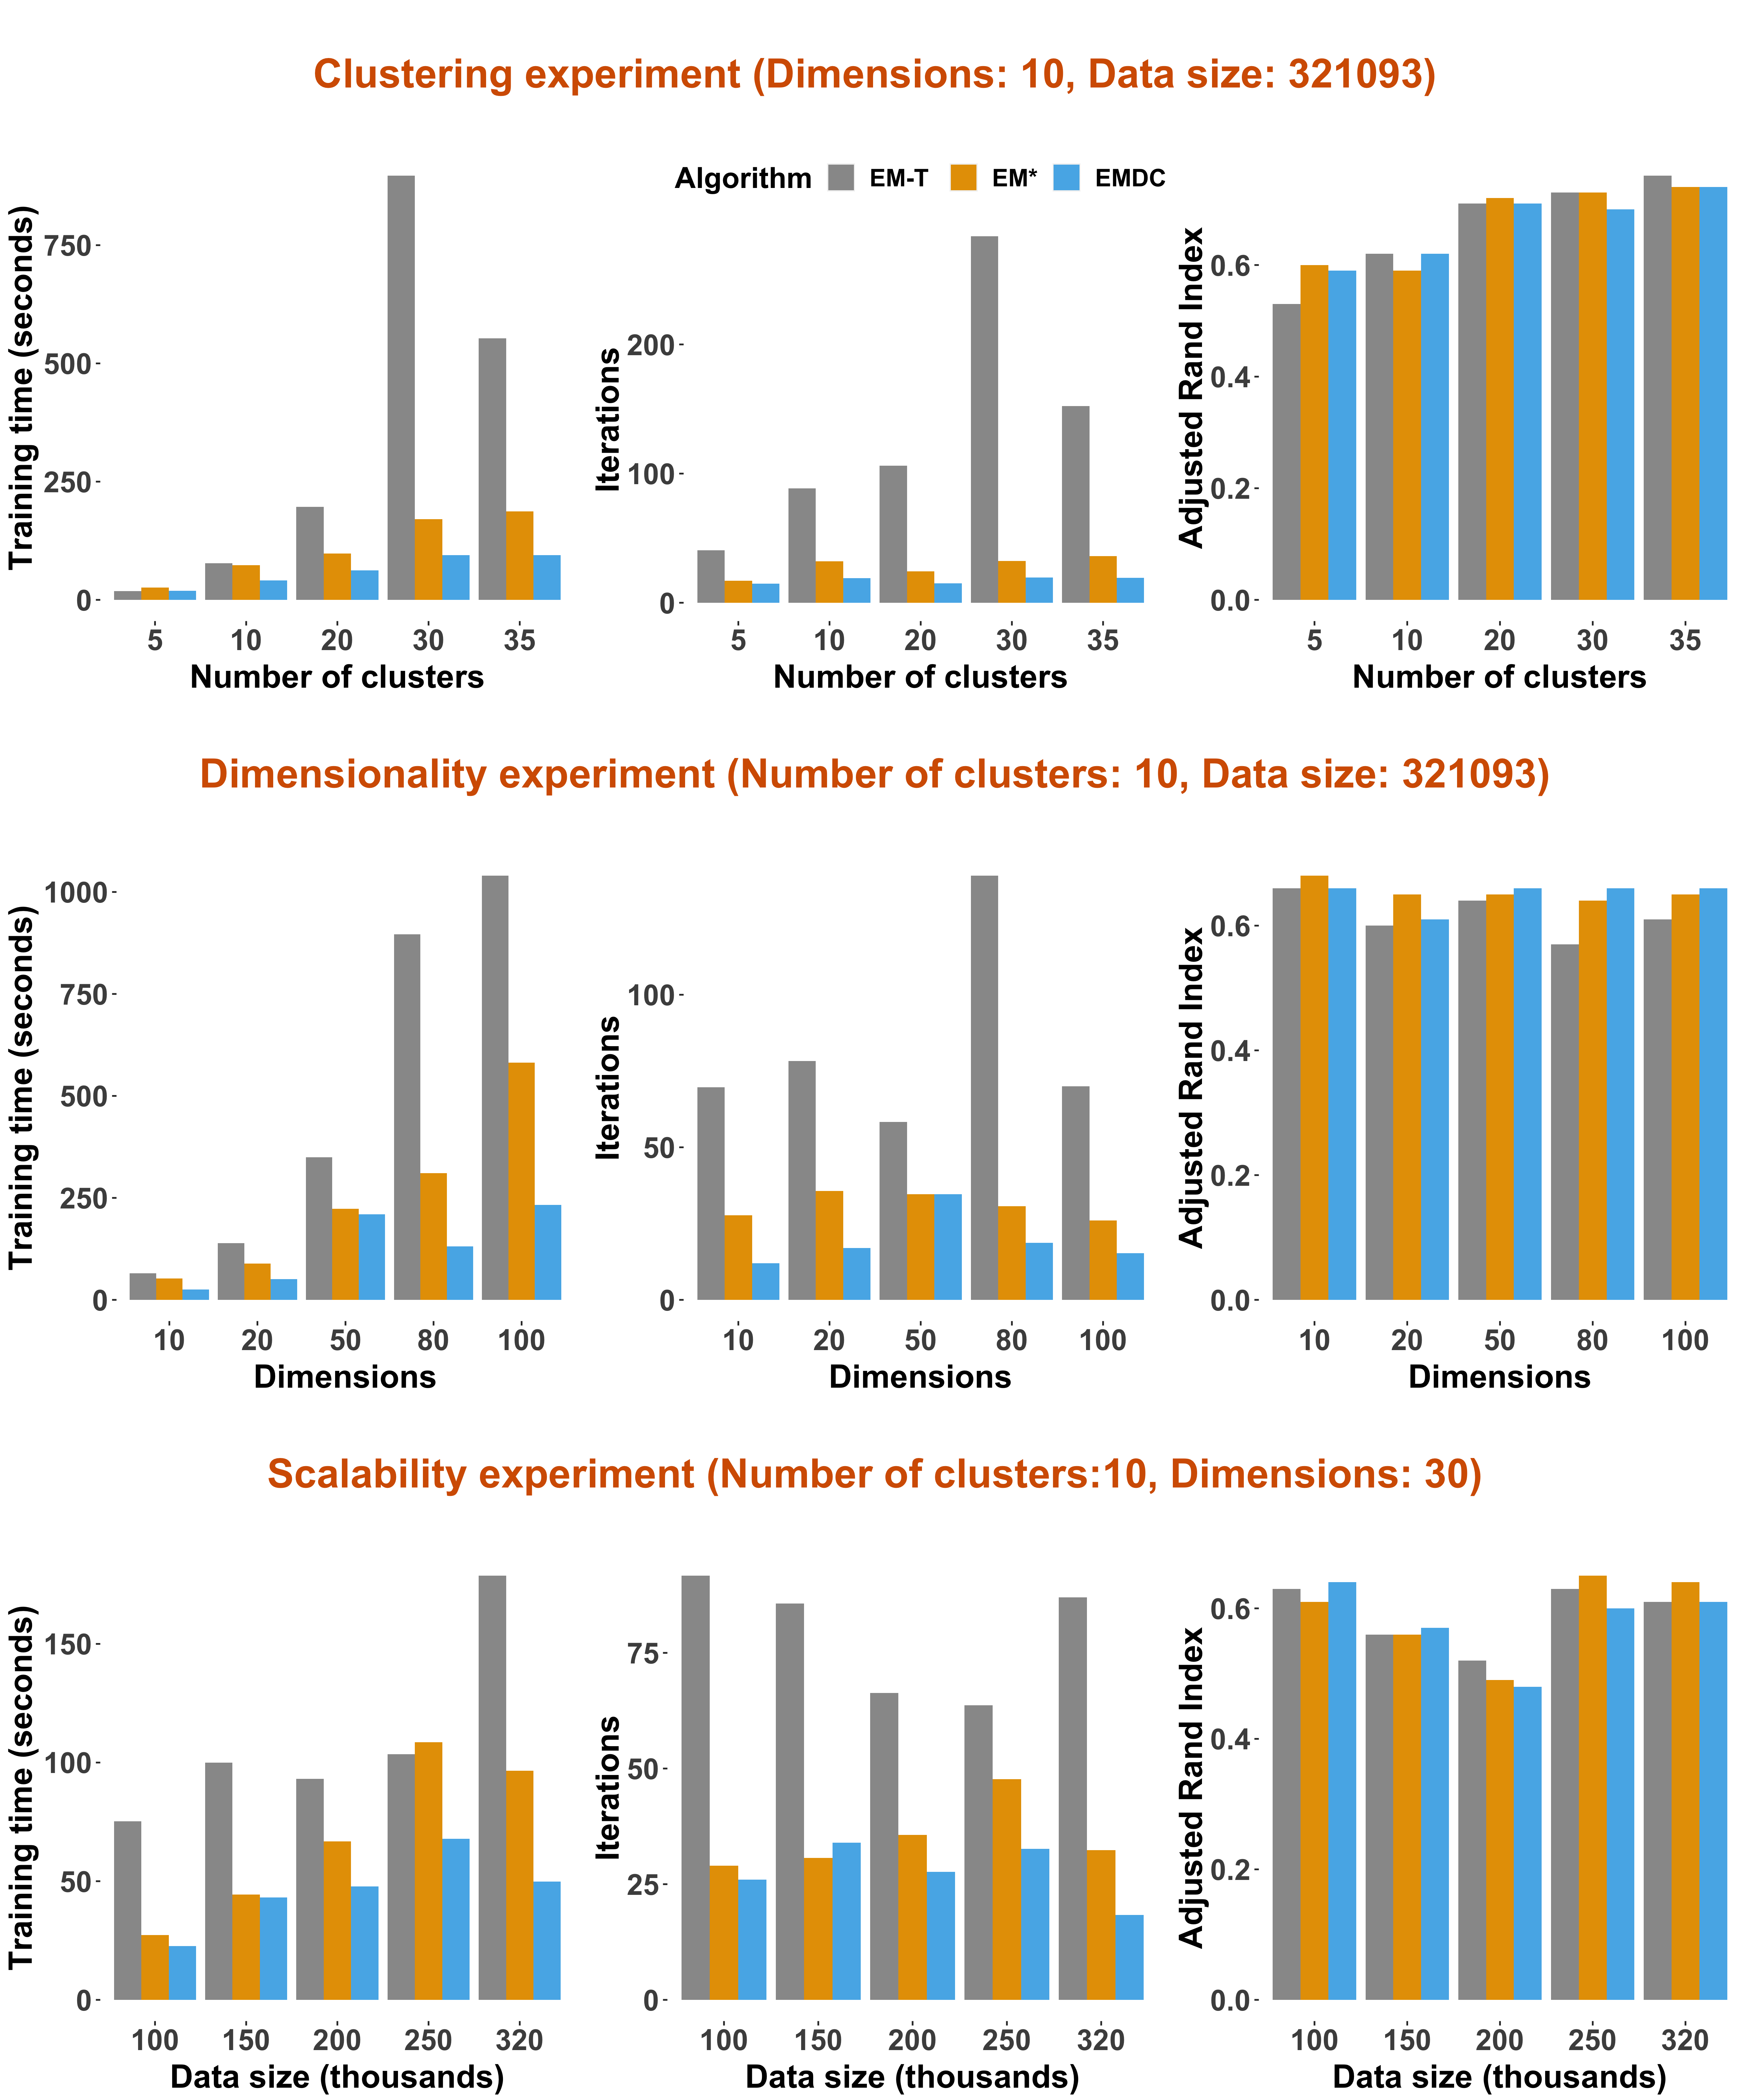 Clustering experiment (Dimensions: 10, Data size: 321093)
Algorithm EM-T EM* EMDC
Training time (seconds)
750
500
250
0
5 10 20 30 35
Number of clusters
Iterations
200
100
0
5 10 20 30 35
Number of clusters
Adjusted Rand Index
0.6
0.4
0.2
0.0
5 10 20 30 35
Number of clusters
Dimensionality experiment (Number of clusters: 10, Data size: 321093)
Training time (seconds)
1000
750
500
250
0
10 20 50 80 100
Dimensions
Iterations
100
50
0
10 20 50 80 100
Dimensions
Adjusted Rand Index
0.6
0.4
0.2
0.0
10 20 50 80 100
Dimensions
Scalability experiment (Number of clusters:10, Dimensions: 30)
Training time (seconds)
150
100
50
0
100 150 200 250 320
Data size (thousands)
Iterations
75
50
25
0
100 150 200 250 320
Data size (thousands)
Adjusted Rand Index
0.6
0.4
0.2
0.0
100 150 200 250 320
Data size (thousands)